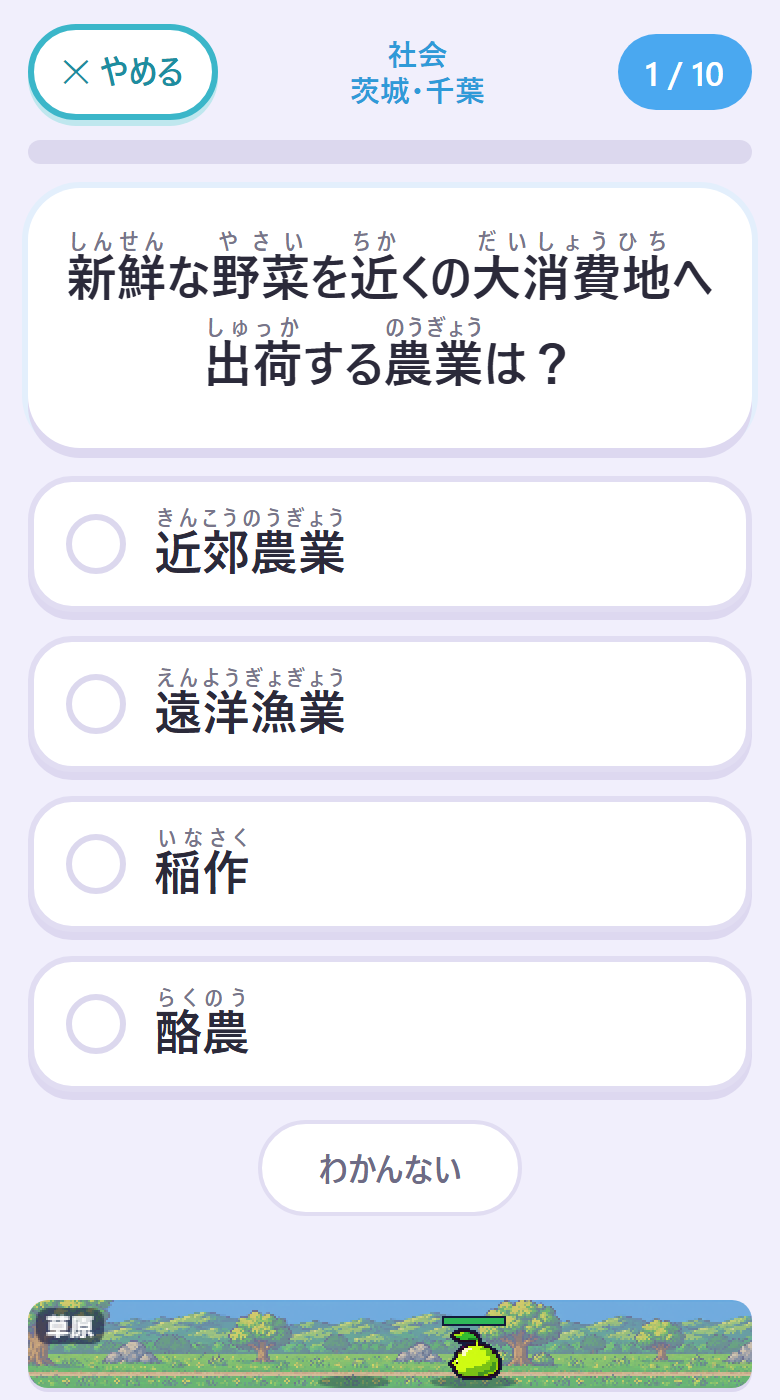 × やめる
社会
茨城・千葉
1 / 10
しんせん やさい ちか だいしょうひち
新鮮な野菜を近くの大消費地へ
しゅっか のうぎょう
出荷する農業は？
きんこうのうぎょう
近郊農業
えんようぎょぎょう
遠洋漁業
いなさく
稲作
らくのう
酪農
わかんない
草原